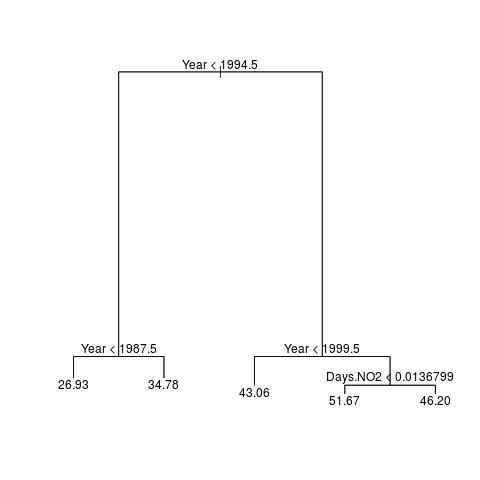 Year < 1994.5
Year < 1987.5
Year < 1999.5
26.93
34.78
43.06
Days.NO2 < 0.0136799
51.67
46.20